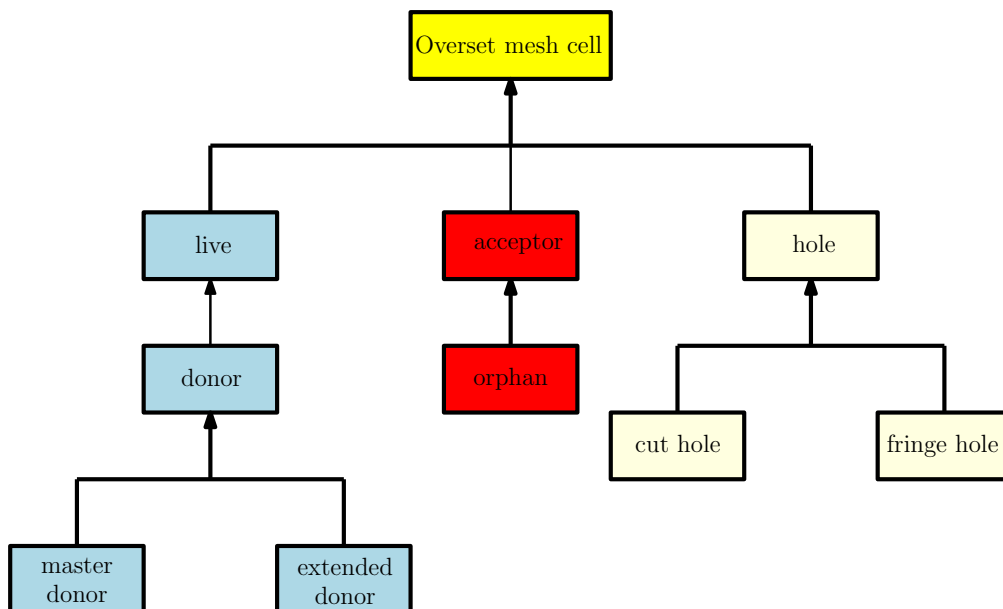 Overset mesh cell
live
acceptor
hole
donor
orphan
cut hole
fringe hole
master
donor
extended
donor